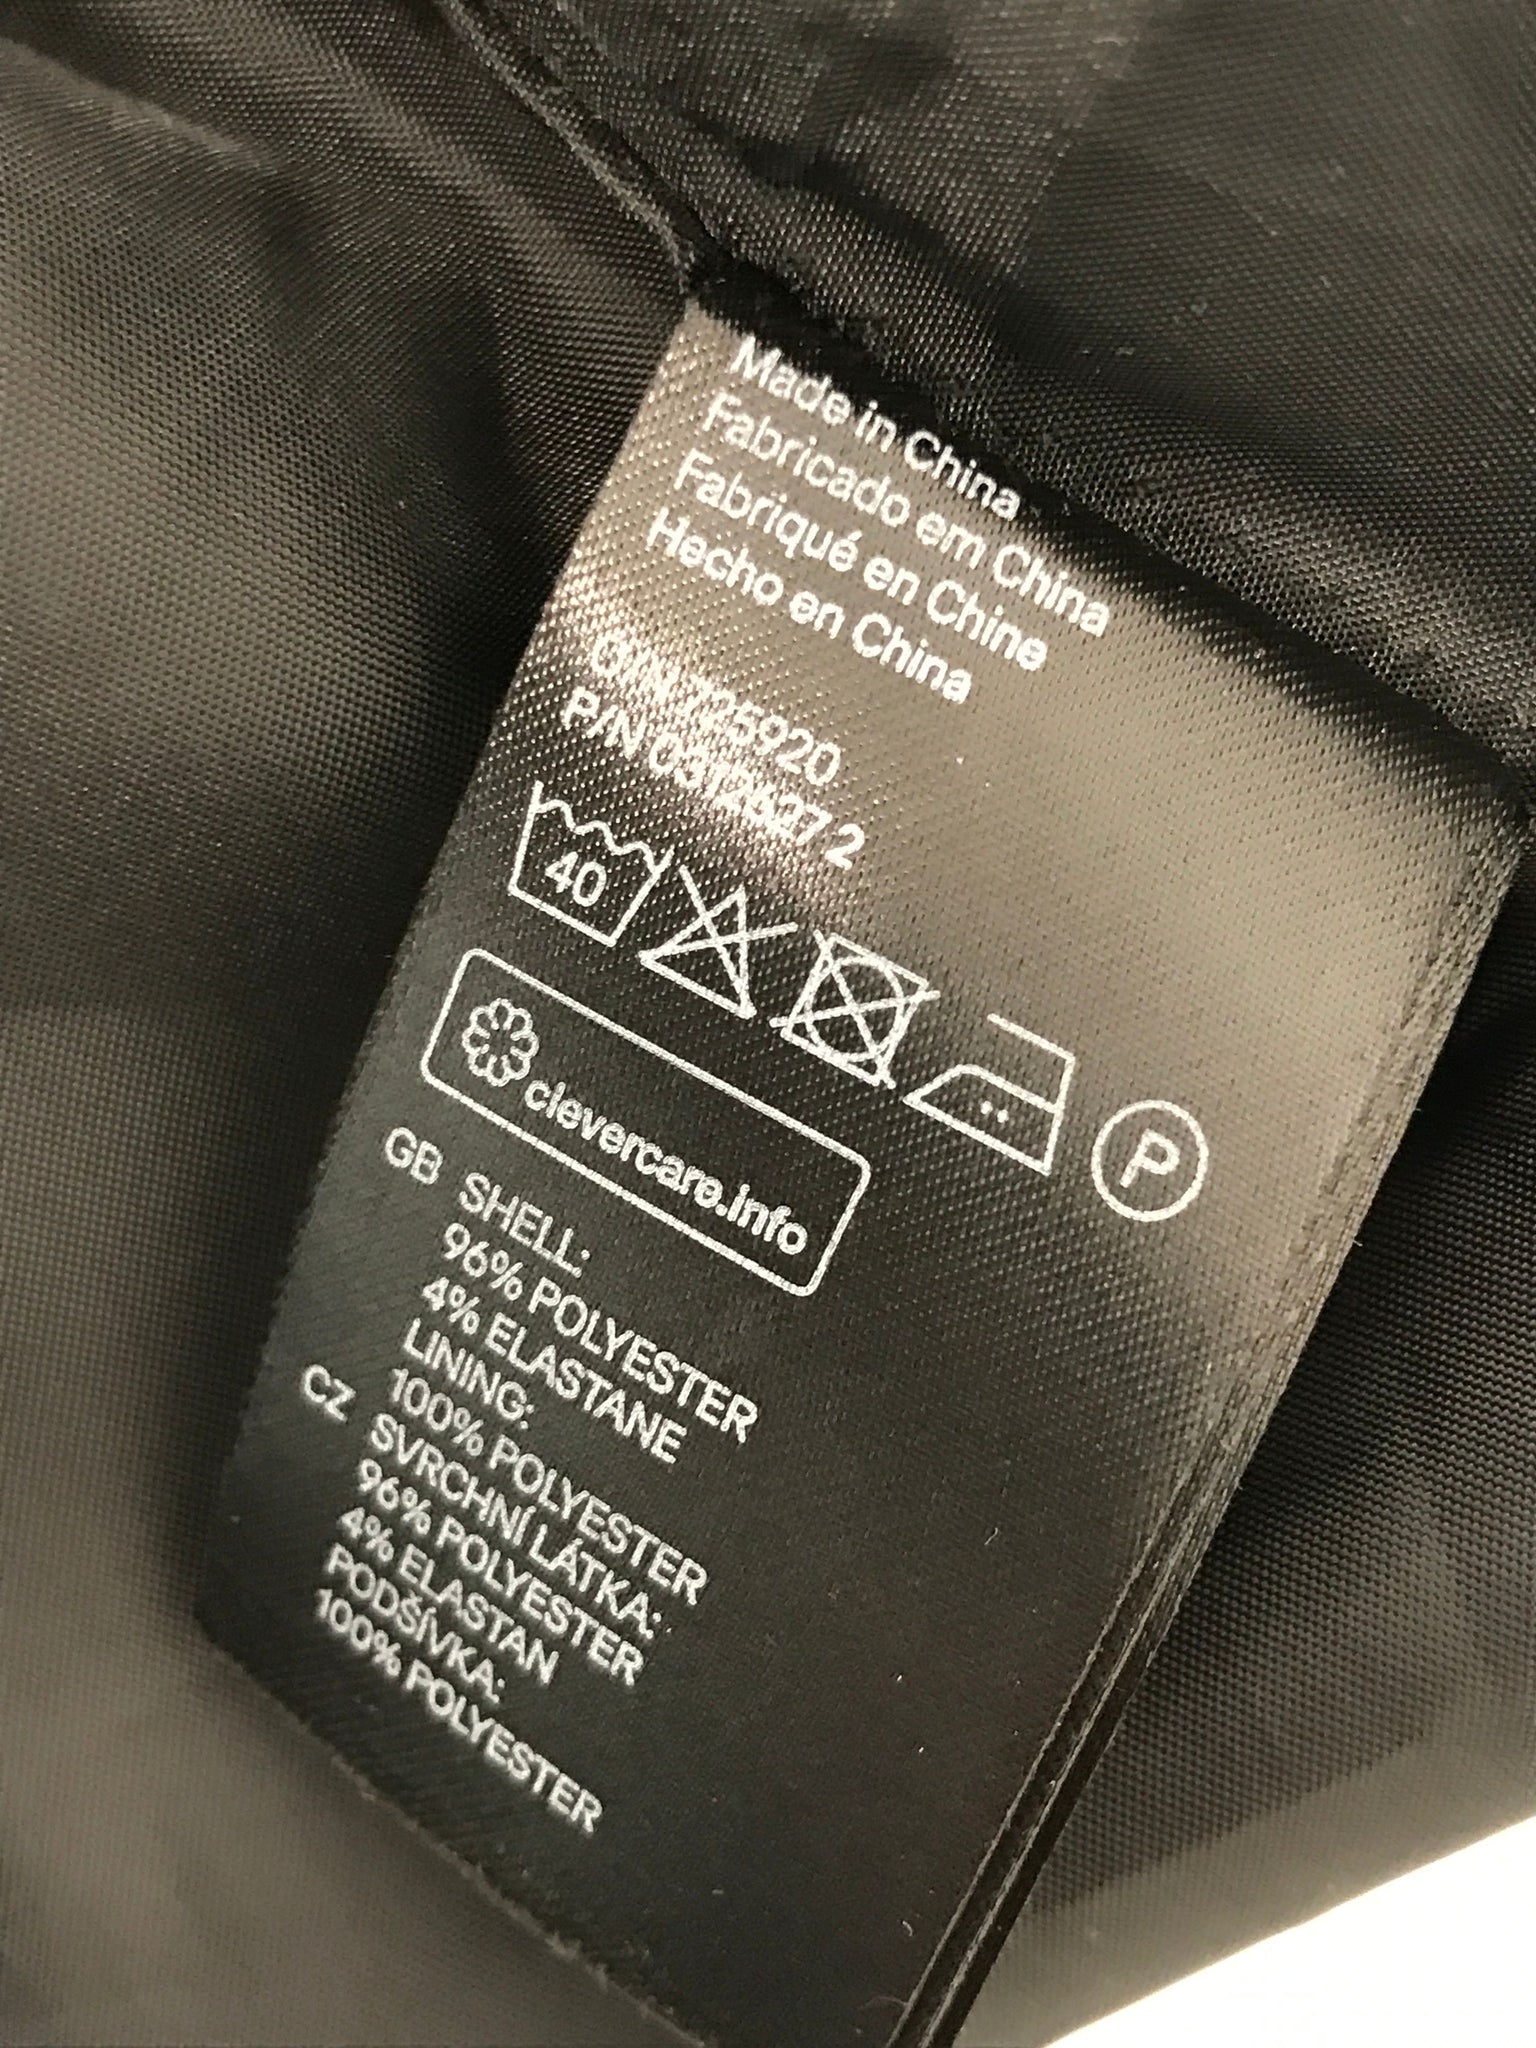 Made in China
Fabricado em China
Fabriqué en Chine
Hecho en China
P/N
40
P
clevercare.info
GB SHELL:
96% POLYESTER
4% ELASTANE
LINING:
100% POLYESTER
CZ SVRCHNÍ LÁTKA:
96% POLYESTER
4% ELASTAN
PODŠÍVKA:
100% POLYESTER